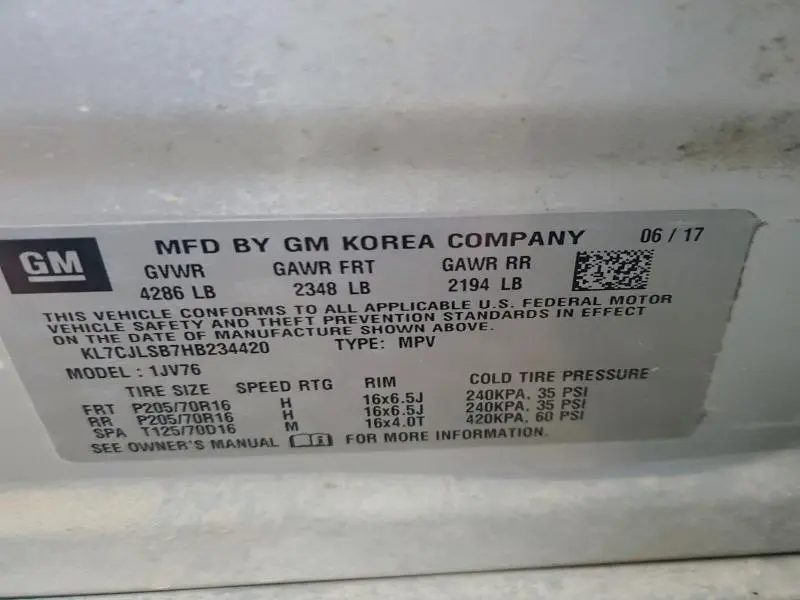 GM
MFD BY GM KOREA COMPANY 06 / 17
GVWR GAWR FRT GAWR RR
4286 LB 2348 LB 2194 LB
THIS VEHICLE CONFORMS TO ALL APPLICABLE U.S. FEDERAL MOTOR
VEHICLE SAFETY AND THEFT PREVENTION STANDARDS IN EFFECT
ON THE DATE OF MANUFACTURE SHOWN ABOVE.
KL7CJLSB7HB234420 TYPE: MPV
MODEL : 1JV76
TIRE SIZE SPEED RTG RIM COLD TIRE PRESSURE
FRT P205/70R16 H 16x6.5J 240KPA, 35 PSI
RR P205/70R16 H 16x6.5J 240KPA, 35 PSI
SPA T125/70D16 M 16x4.0T 420KPA, 60 PSI
SEE OWNER'S MANUAL FOR MORE INFORMATION.